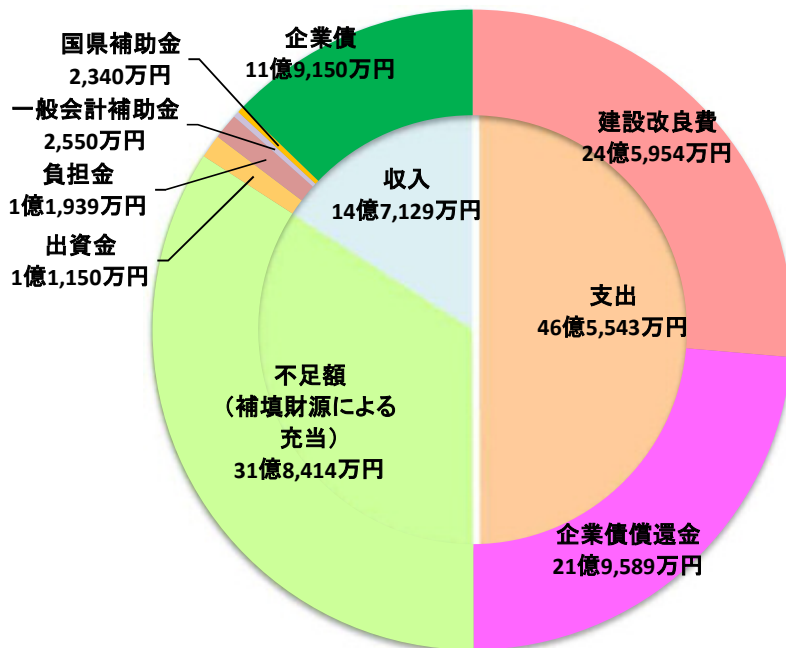 国県補助金
2,340万円
一般会計補助金
2,550万円
負担金
1億1,939万円
出資金
1億1,150万円
企業債
11億9,150万円
収入
14億7,129万円
不足額
（補填財源による
充当）
31億8,414万円
建設改良費
24億5,954万円
支出
46億5,543万円
企業債償還金
21億9,589万円